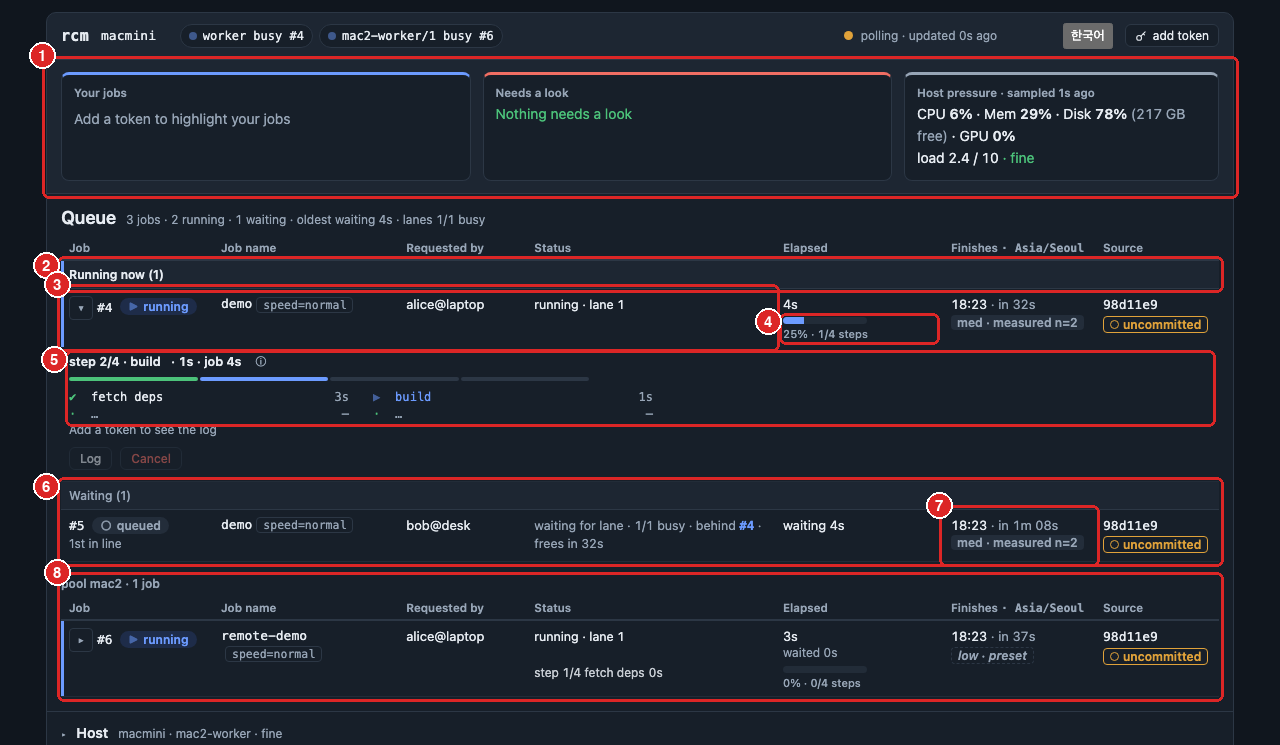 rcm macmini worker busy #4 mac2-worker/1 busy #6 polling · updated 0s ago 한국어 add token
1
Your jobs
Add a token to highlight your jobs
Needs a look
Nothing needs a look
Host pressure · sampled 1s ago
CPU 6% · Mem 29% · Disk 78% (217 GB
free) · GPU 0%
load 2.4 / 10 · fine
Queue 3 jobs · 2 running · 1 waiting · oldest waiting 4s · lanes 1/1 busy
Job Job name Requested by Status Elapsed Finishes · Asia/Seoul Source
2
Running now (1)
3
#4 running demo speed=normal alice@laptop running · lane 1 4s 18:23 · in 32s 98d11e9
4
25% · 1/4 steps
med · measured n=2
uncommitted
5
step 2/4 · build · 1s · job 4s
fetch deps 3s build 1s
… — … —
Add a token to see the log
Log Cancel
6
Waiting (1)
7
#5 queued demo speed=normal bob@desk waiting for lane · 1/1 busy · behind #4 · waiting 4s 18:23 · in 1m 08s 98d11e9
1st in line frees in 32s med · measured n=2 uncommitted
8
pool mac2 · 1 job
Job Job name Requested by Status Elapsed Finishes · Asia/Seoul Source
#6 running remote-demo alice@laptop running · lane 1 3s 18:23 · in 37s 98d11e9
speed=normal waited 0s low · preset uncommitted
step 1/4 fetch deps 0s
0% · 0/4 steps
Host macmini · mac2-worker · fine